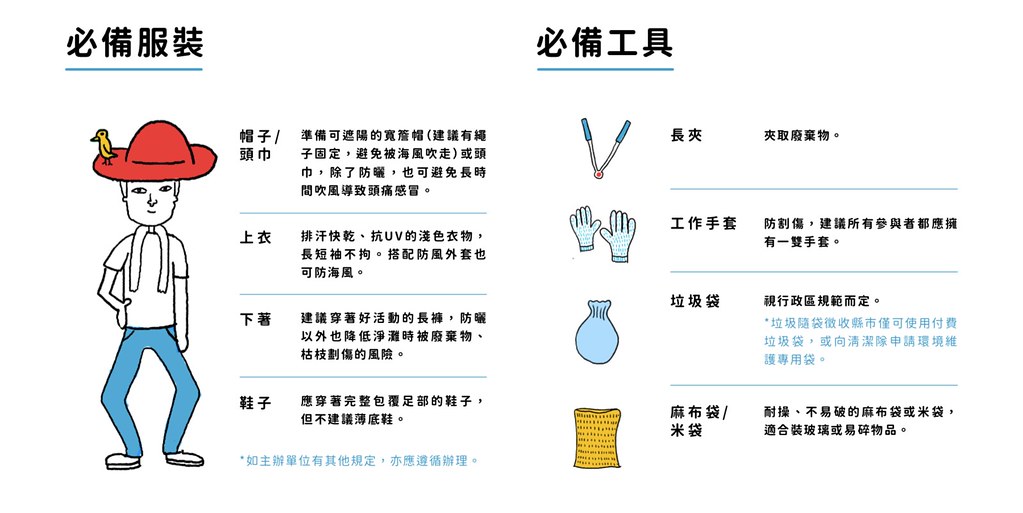 必備服裝
帽子/
頭巾
準備可遮陽的寬簷帽(建議有繩
子固定，避免被海風吹走)或頭
巾，除了防曬，也可避免長時
間吹風導致頭痛感冒。
上衣
排汗快乾、抗UV的淺色衣物，
長短袖不拘。搭配防風外套也
可防海風。
下著
建議穿著好活動的長褲，防曬
以外也降低淨灘時被廢棄物、
枯枝劃傷的風險。
鞋子
應穿著完整包覆足部的鞋子，
但不建議薄底鞋。
*如主辦單位有其他規定，亦應遵循辦理。
必備工具
長夾
夾取廢棄物。
工作手套
防割傷，建議所有參與者都應擁
有一雙手套。
垃圾袋
視行政區規範而定。
*垃圾隨袋徵收縣市僅可使用付費
垃圾袋，或向清潔隊申請環境維
護專用袋。
麻布袋/
米袋
耐操、不易破的麻布袋或米袋，
適合裝玻璃或易碎物品。